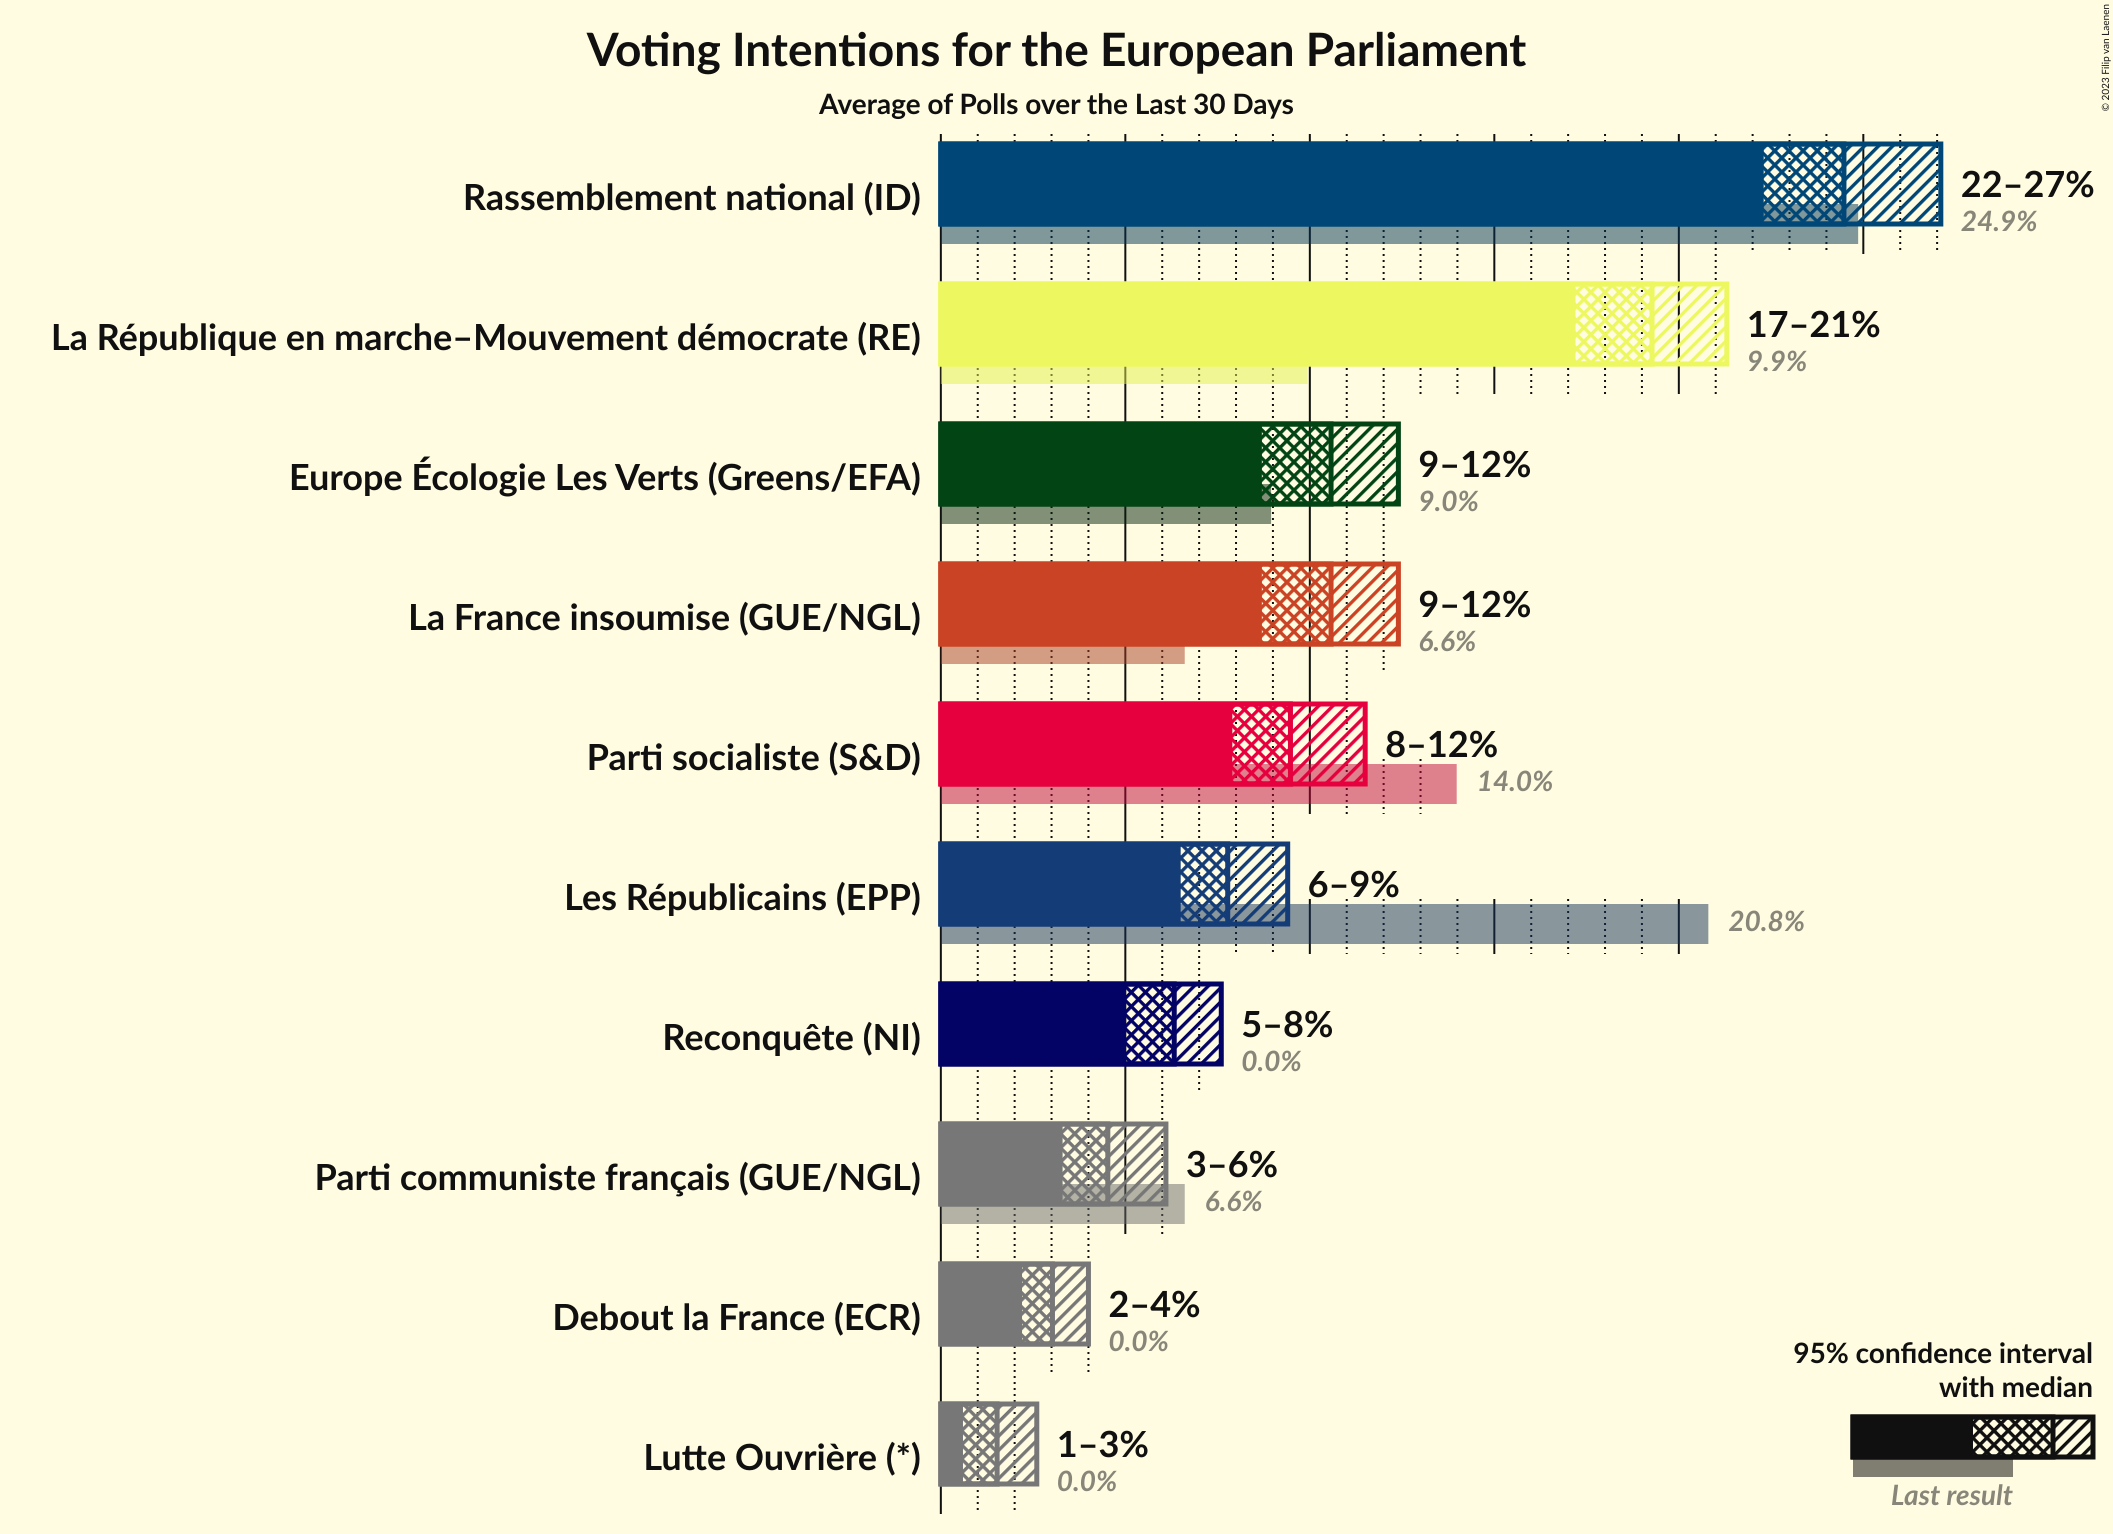 © 2023 Filip van Laenen
Voting Intentions for the European Parliament
Average of Polls over the Last 30 Days
Rassemblement national (ID)
22–27%
24.9%
La République en marche–Mouvement démocrate (RE)
17–21%
9.9%
Europe Écologie Les Verts (Greens/EFA)
9–12%
9.0%
La France insoumise (GUE/NGL)
9–12%
6.6%
Parti socialiste (S&D)
8–12%
14.0%
Les Républicains (EPP)
6–9%
20.8%
Reconquête (NI)
5–8%
0.0%
Parti communiste français (GUE/NGL)
3–6%
6.6%
Debout la France (ECR)
2–4%
0.0%
Lutte Ouvrière (*)
1–3%
0.0%
95% confidence interval
with median
Last result